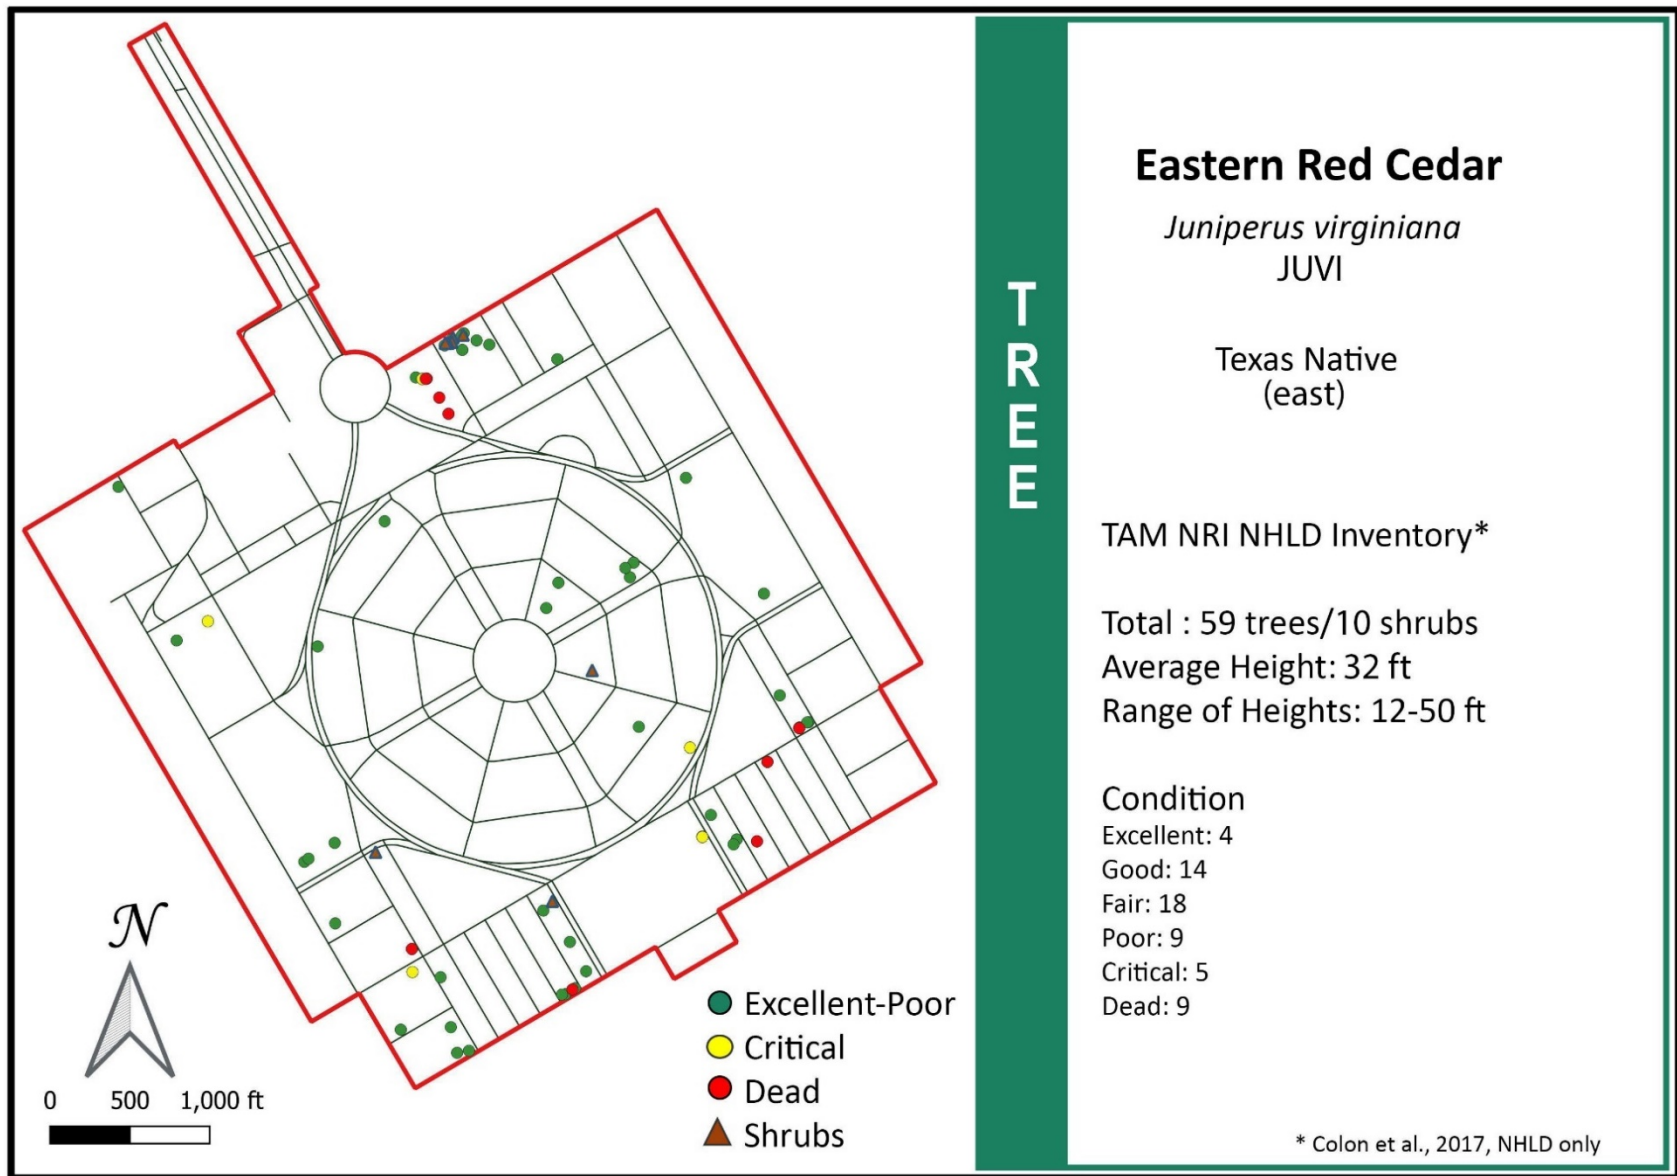 N
0 500 1,000 ft
Excellent-Poor
Critical
Dead
Shrubs
TREE
Eastern Red Cedar
Juniperus virginiana
JUVI
Texas Native
(east)
TAM NRI NHLD Inventory*
Total : 59 trees/10 shrubs
Average Height: 32 ft
Range of Heights: 12-50 ft
Condition
Excellent: 4
Good: 14
Fair: 18
Poor: 9
Critical: 5
Dead: 9
* Colon et al., 2017, NHLD only